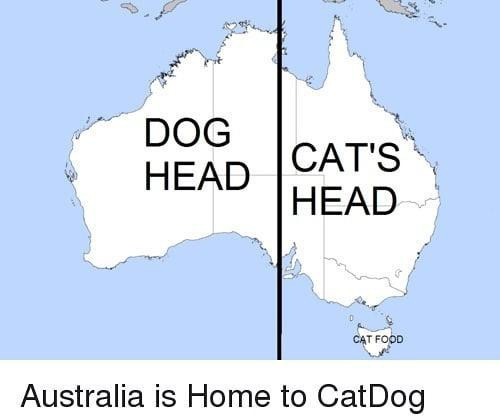 DOG
HEAD
CAT'S
HEAD
CAT FOOD
Australia is Home to CatDog